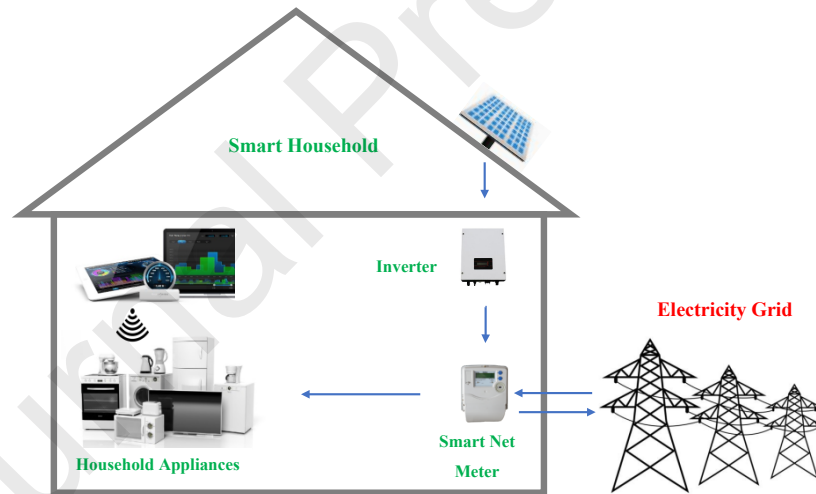 Smart Household
Inverter
Electricity Grid
Household Appliances
Smart Net
Meter